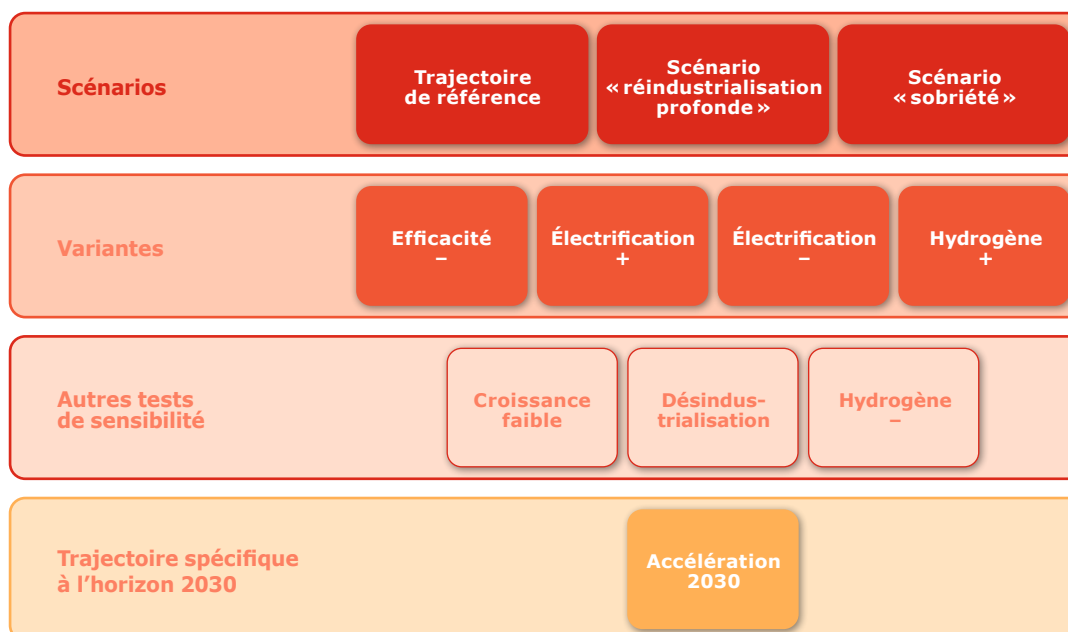 Scénarios
Trajectoire
de référence
Scénario
« réindustrialisation
profonde »
Scénario
« sobriété »
Variantes
Efficacité
–
Électrification
+
Électrification
–
Hydrogène
+
Autres tests
de sensibilité
Croissance
faible
Désindus-
trialisation
Hydrogène
–
Trajectoire spécifique
à l’horizon 2030
Accélération
2030